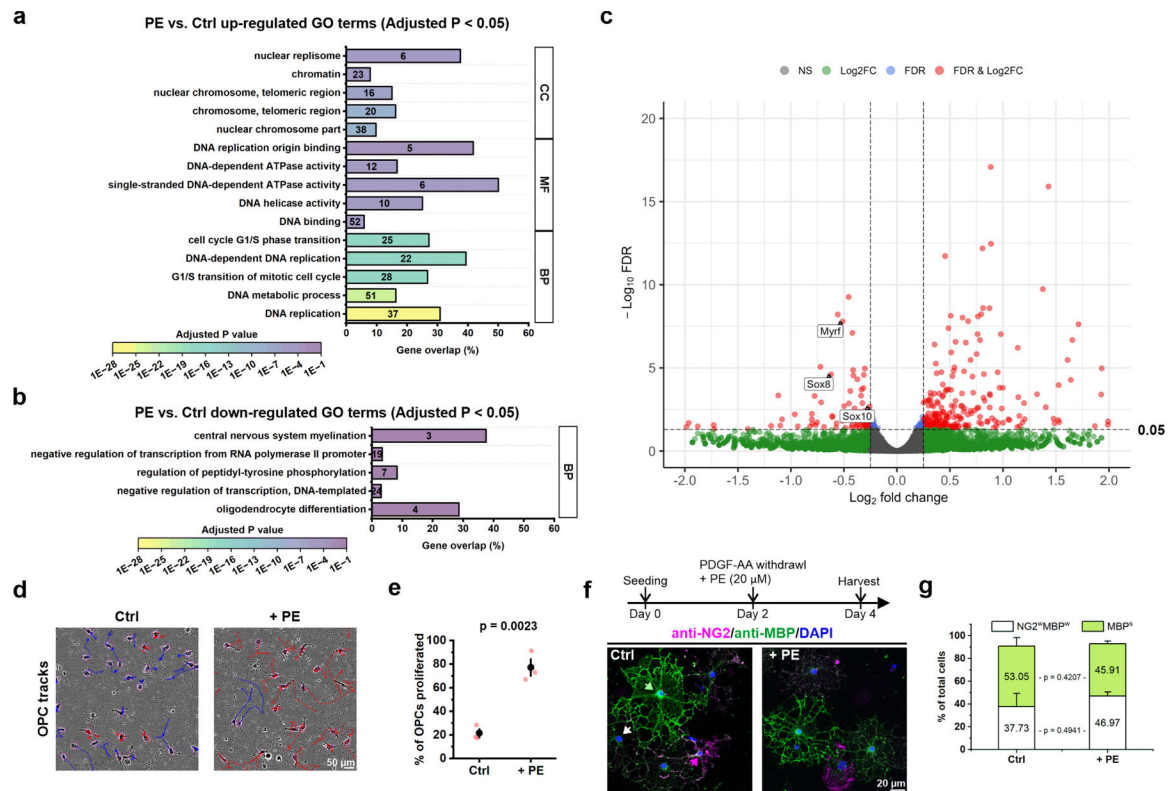 a
PE vs. Ctrl up-regulated GO terms (Adjusted P < 0.05)
nuclear replisome 6
chromatin 23
nuclear chromosome, telomeric region 16
chromosome, telomeric region 20
nuclear chromosome part 38
CC
DNA replication origin binding 5
DNA-dependent ATPase activity 12
single-stranded DNA-dependent ATPase activity 6
DNA helicase activity 10
DNA binding 52
MF
cell cycle G1/S phase transition 25
DNA-dependent DNA replication 22
G1/S transition of mitotic cell cycle 28
DNA metabolic process 51
DNA replication 37
BP
0 10 20 30 40 50 60
Gene overlap (%)
Adjusted P value
1E-28 1E-25 1E-22 1E-19 1E-16 1E-13 1E-10 1E-7 1E-4 1E-1
b
PE vs. Ctrl down-regulated GO terms (Adjusted P < 0.05)
central nervous system myelination 3
negative regulation of transcription from RNA polymerase II promoter 19
regulation of peptidyl-tyrosine phosphorylation 7
negative regulation of transcription, DNA-templated 24
oligodendrocyte differentiation 4
BP
0 10 20 30 40 50 60
Gene overlap (%)
Adjusted P value
1E-28 1E-25 1E-22 1E-19 1E-16 1E-13 1E-10 1E-7 1E-4 1E-1
c
NS Log2FC FDR FDR & Log2FC
20
15
10
5
0
− Log10 FDR
Myrf
Sox8
Sox10
0.05
-2.0 -1.5 -1.0 -0.5 0.0 0.5 1.0 1.5 2.0
Log2 fold change
d
Ctrl + PE
OPC tracks
50 µm
e
p = 0.0023
100
80
60
40
20
0
% of OPCs proliferated
Ctrl + PE
f
PDGF-AA withdrawl
Seeding + PE (20 µM) Harvest
Day 0 Day 2 Day 4
anti-NG2/anti-MBP/DAPI
Ctrl + PE
20 µm
g
NG2ʷMBPʷ MBPˢ
100
80
60
40
20
0
% of total cells
53.05 - p = 0.4207 - 45.91
37.73 - p = 0.4941 - 46.97
Ctrl + PE